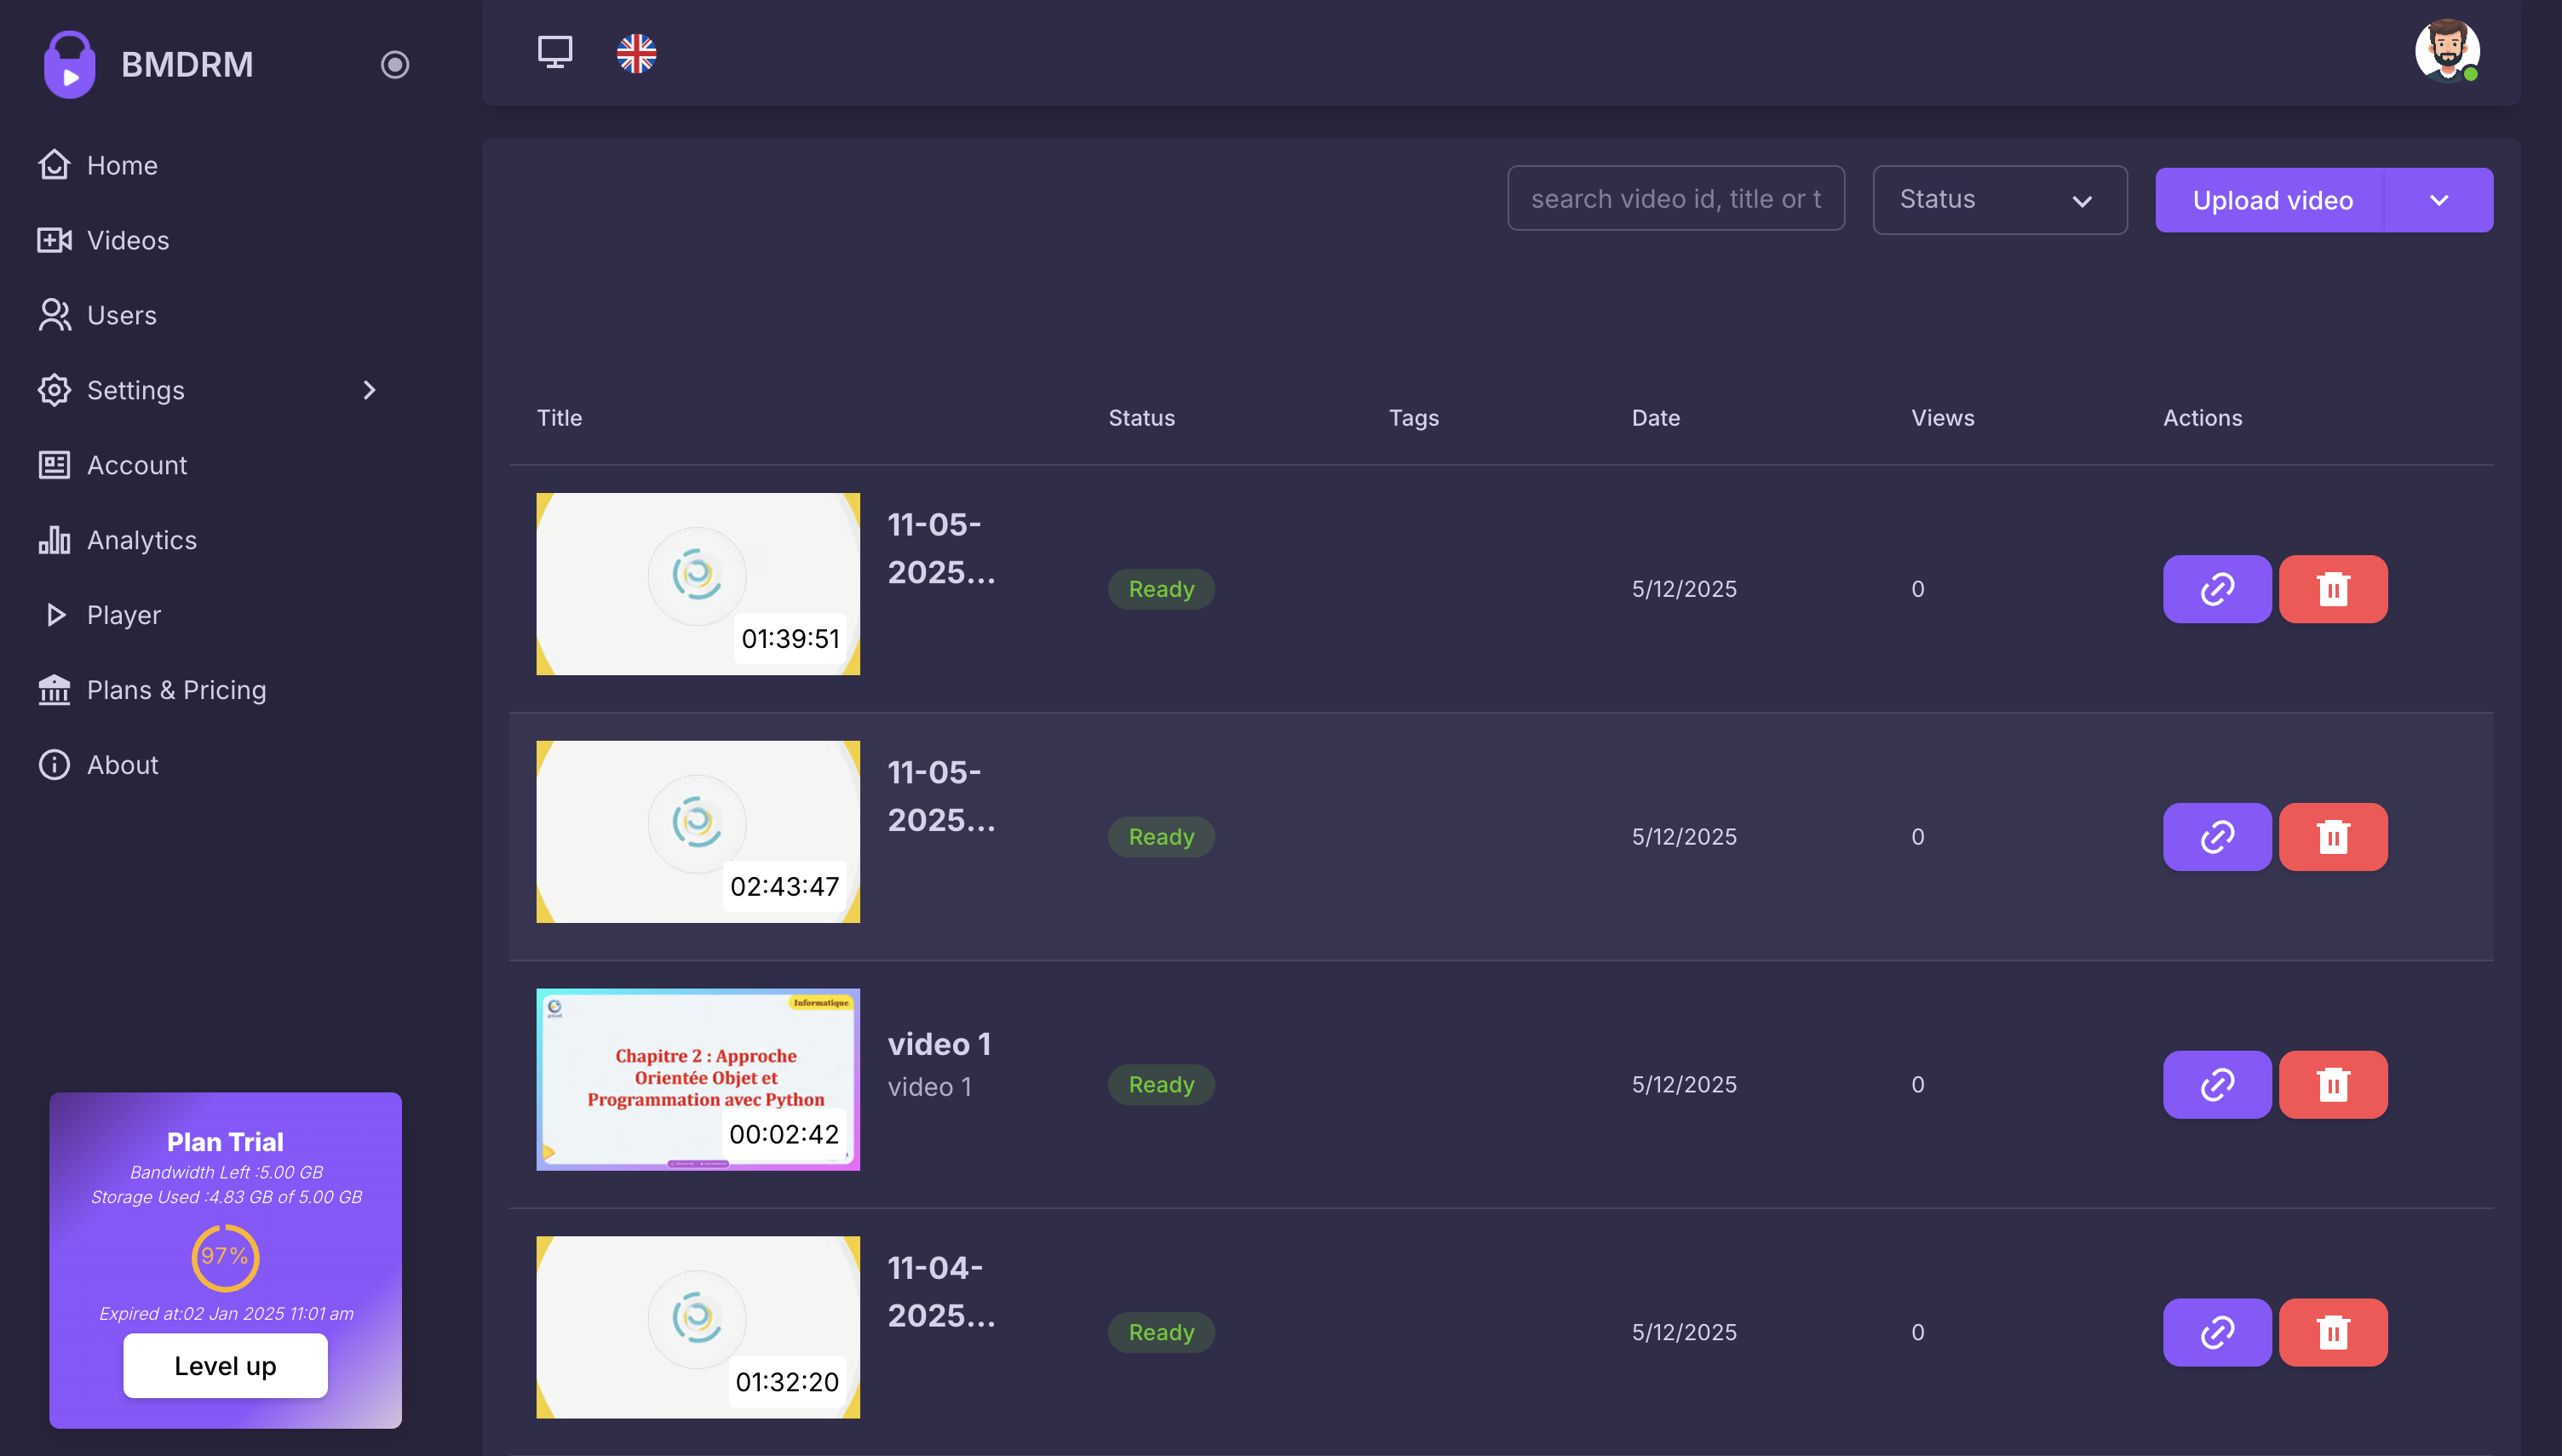 BMDRM
Home
Videos
Users
Settings
Account
Analytics
Player
Plans & Pricing
About
Plan Trial
Bandwidth Left :5.00 GB
Storage Used :4.83 GB of 5.00 GB
97%
Expired at:02 Jan 2025 11:01 am
Level up
search video id, title or t
Status
Upload video
Title Status Tags Date Views Actions
11-05-
2025...
01:39:51
Ready 5/12/2025 0
11-05-
2025...
02:43:47
Ready 5/12/2025 0
Informatique
Chapitre 2 : Approche
Orientée Objet et
Programmation avec Python
00:02:42
video 1
video 1
Ready 5/12/2025 0
11-04-
2025...
01:32:20
Ready 5/12/2025 0